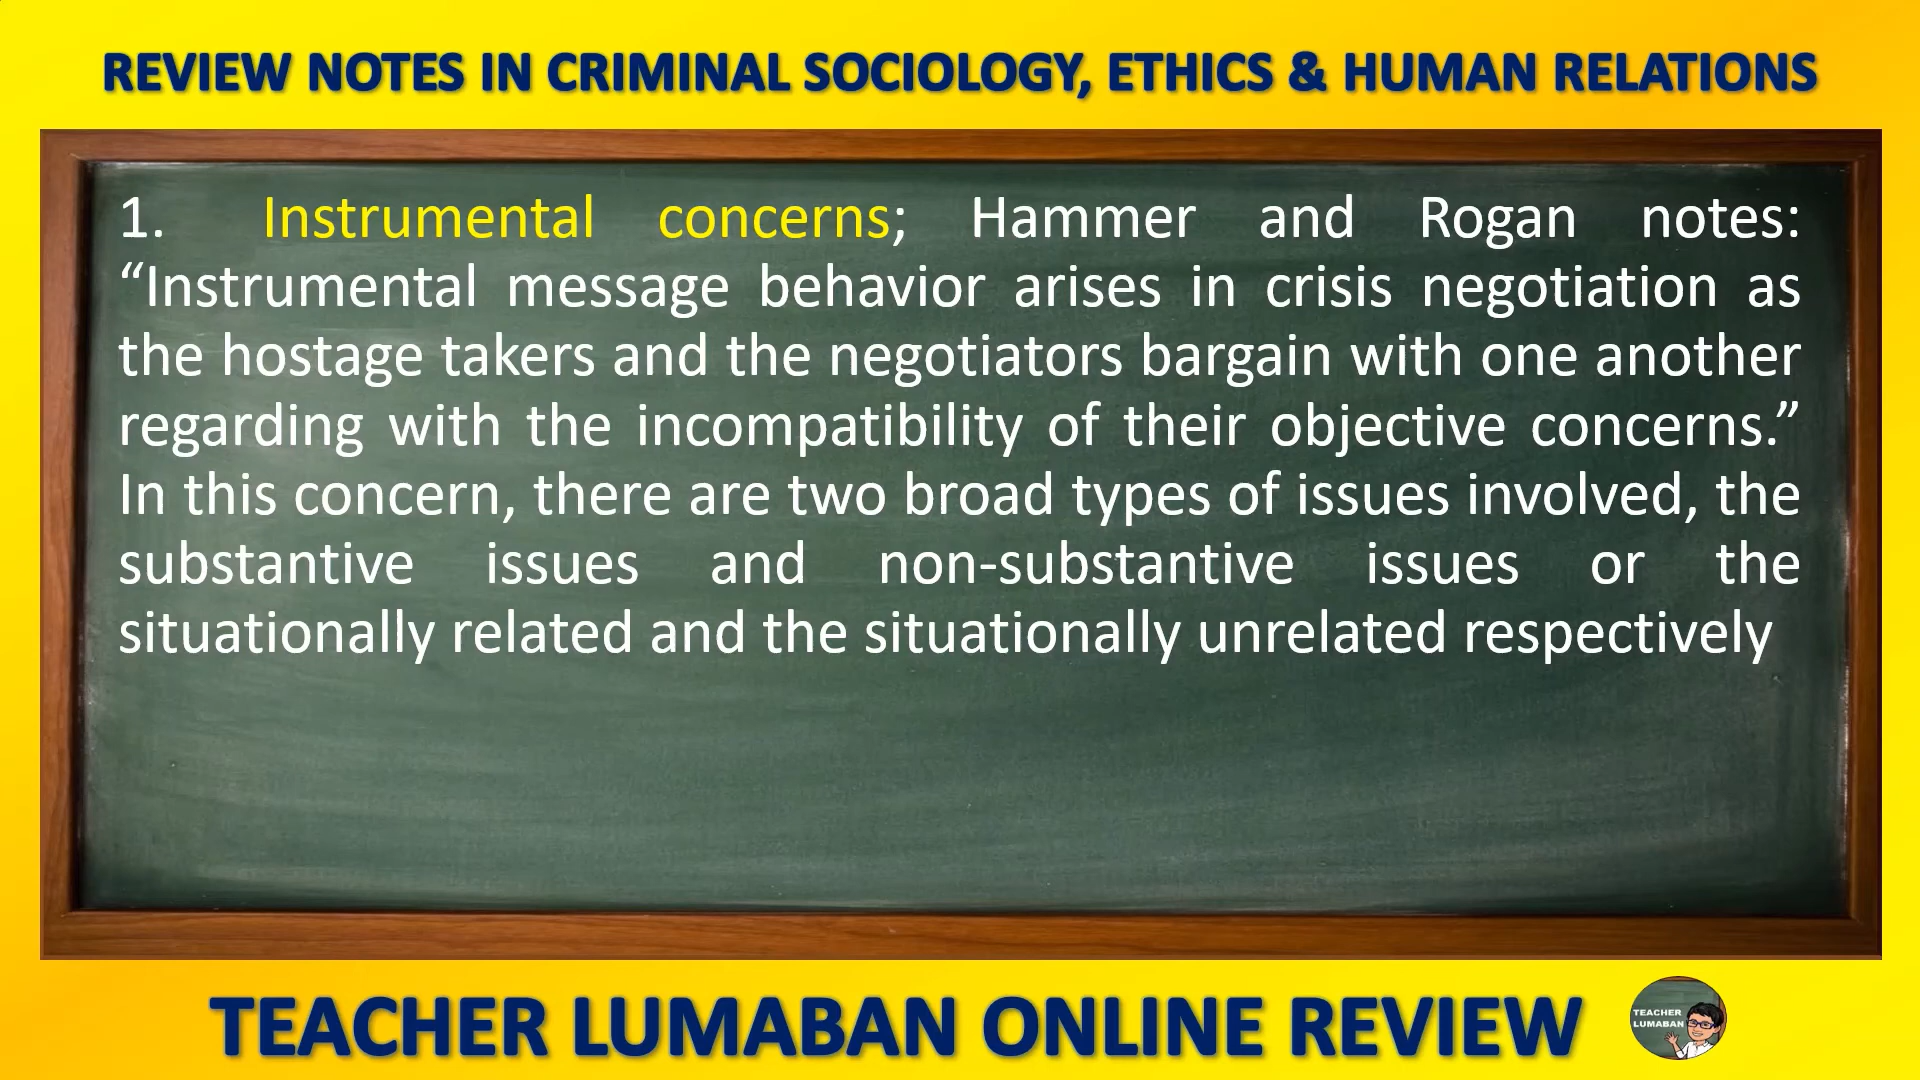 REVIEW NOTES IN CRIMINAL SOCIOLOGY, ETHICS & HUMAN RELATIONS
1. Instrumental concerns; Hammer and Rogan notes:
“Instrumental message behavior arises in crisis negotiation as
the hostage takers and the negotiators bargain with one another
regarding with the incompatibility of their objective concerns.”
In this concern, there are two broad types of issues involved, the
substantive issues and non-substantive issues or the
situationally related and the situationally unrelated respectively
TEACHER LUMABAN ONLINE REVIEW
TEACHER
LUMABAN